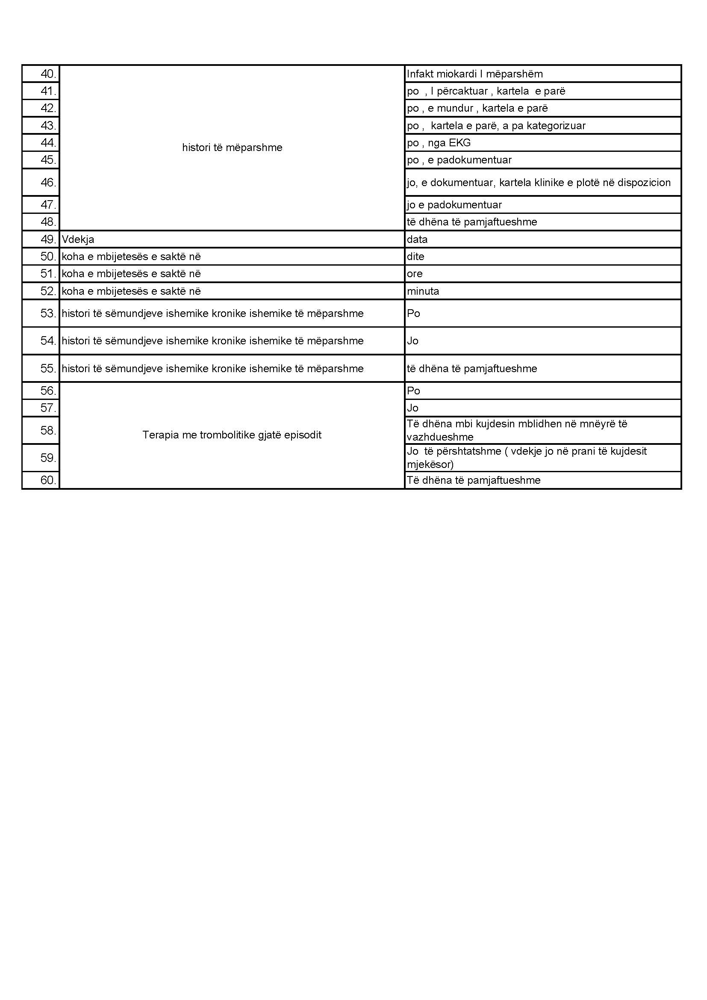 40. Infakt miokardi I mëparshëm
41. po , I përcaktuar , kartela e parë
42. po , e mundur , kartela e parë
43. po , kartela e parë, a pa kategorizuar
histori të mëparshme
44. po , nga EKG
45. po , e padokumentuar
46. jo, e dokumentuar, kartela klinike e plotë në dispozicion
47. jo e padokumentuar
48. të dhëna të pamjaftueshme
49. Vdekja data
50. koha e mbijetesës e saktë në dite
51. koha e mbijetesës e saktë në ore
52. koha e mbijetesës e saktë në minuta
53. histori të sëmundjeve ishemike kronike ishemike të mëparshme Po
54. histori të sëmundjeve ishemike kronike ishemike të mëparshme Jo
55. histori të sëmundjeve ishemike kronike ishemike të mëparshme të dhëna të pamjaftueshme
56. Po
57. Jo
58. Të dhëna mbi kujdesin mblidhen në mnëyrë të
vazhdueshme
Terapia me trombolitike gjatë episodit
59. Jo të përshtatshme ( vdekje jo në prani të kujdesit
mjekësor)
60. Të dhëna të pamjaftueshme